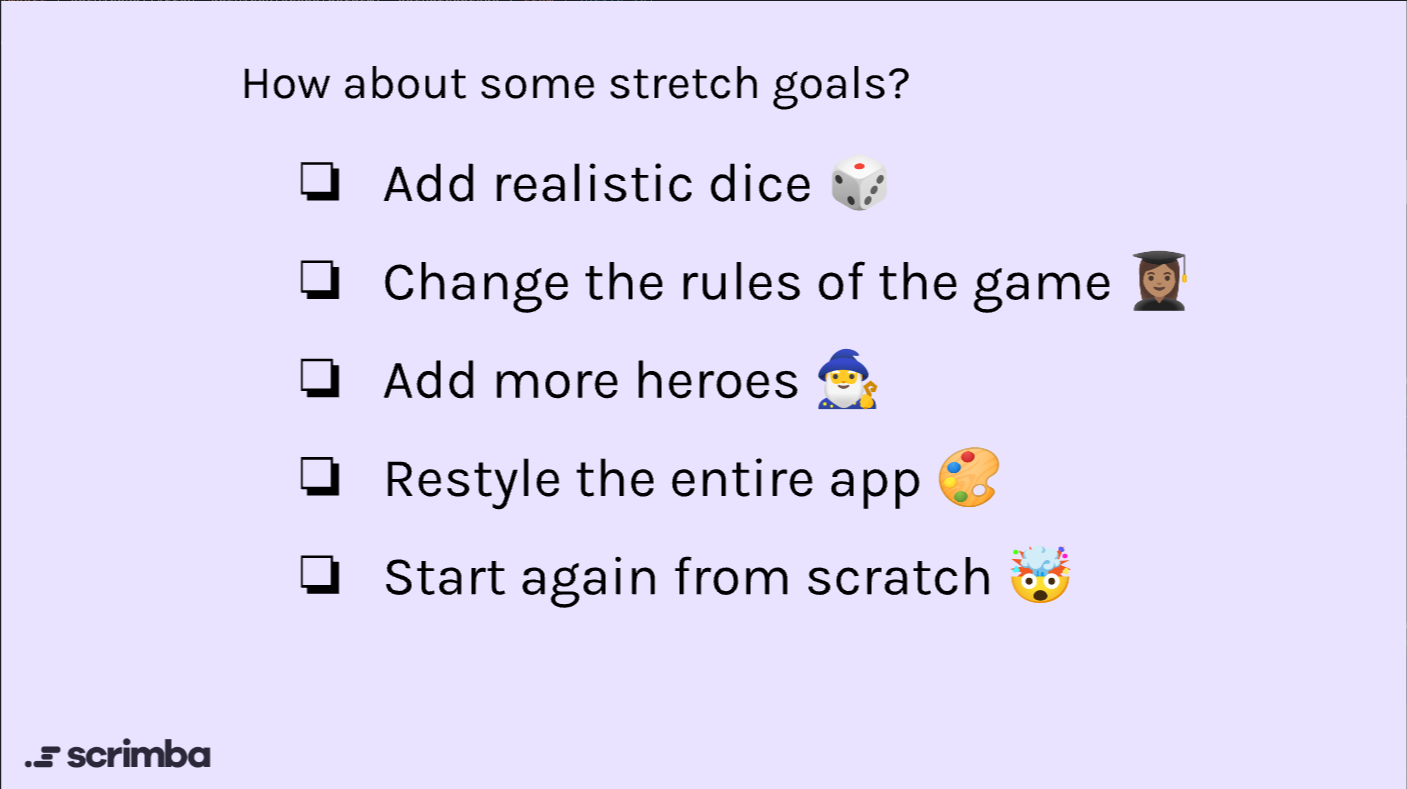 How about some stretch goals?
❏ Add realistic dice 🎲
❏ Change the rules of the game 👩🏽‍🎓
❏ Add more heroes 🧙‍♂️
❏ Restyle the entire app 🎨
❏ Start again from scratch 🤯
scrimba